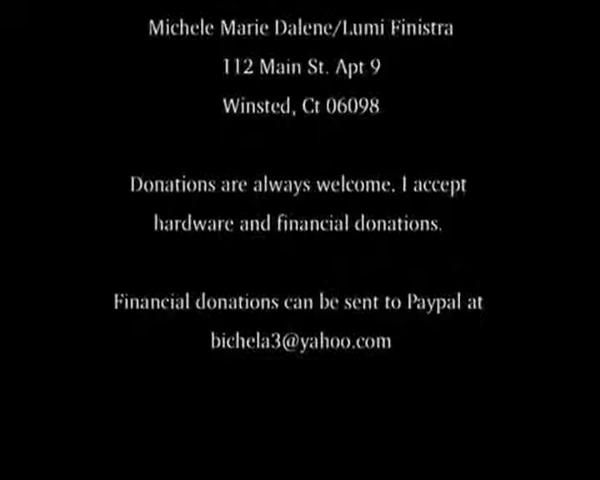 Michele Marie Dalene/Lumi Finistra
112 Main St. Apt 9
Winsted, Ct 06098
Donations are always welcome. I accept
hardware and financial donations.
Financial donations can be sent to Paypal at
bichela3@yahoo.com